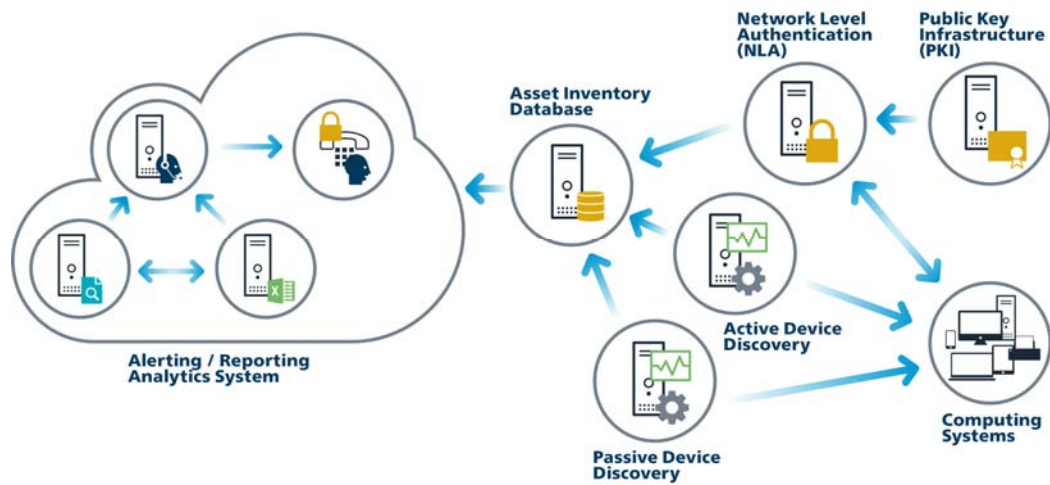 Network Level
Authentication
(NLA)
Public Key
Infrastructure
(PKI)
Asset Inventory
Database
Alerting / Reporting
Analytics System
Active Device
Discovery
Passive Device
Discovery
Computing
Systems
X